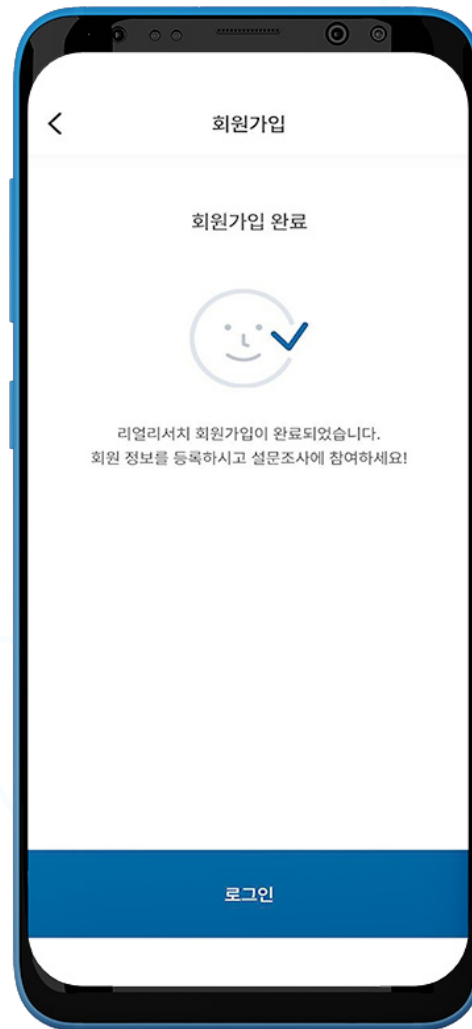 회원가입
회원가입 완료
리얼리서치 회원가입이 완료되었습니다.
회원 정보를 등록하시고 설문조사에 참여하세요!
로그인